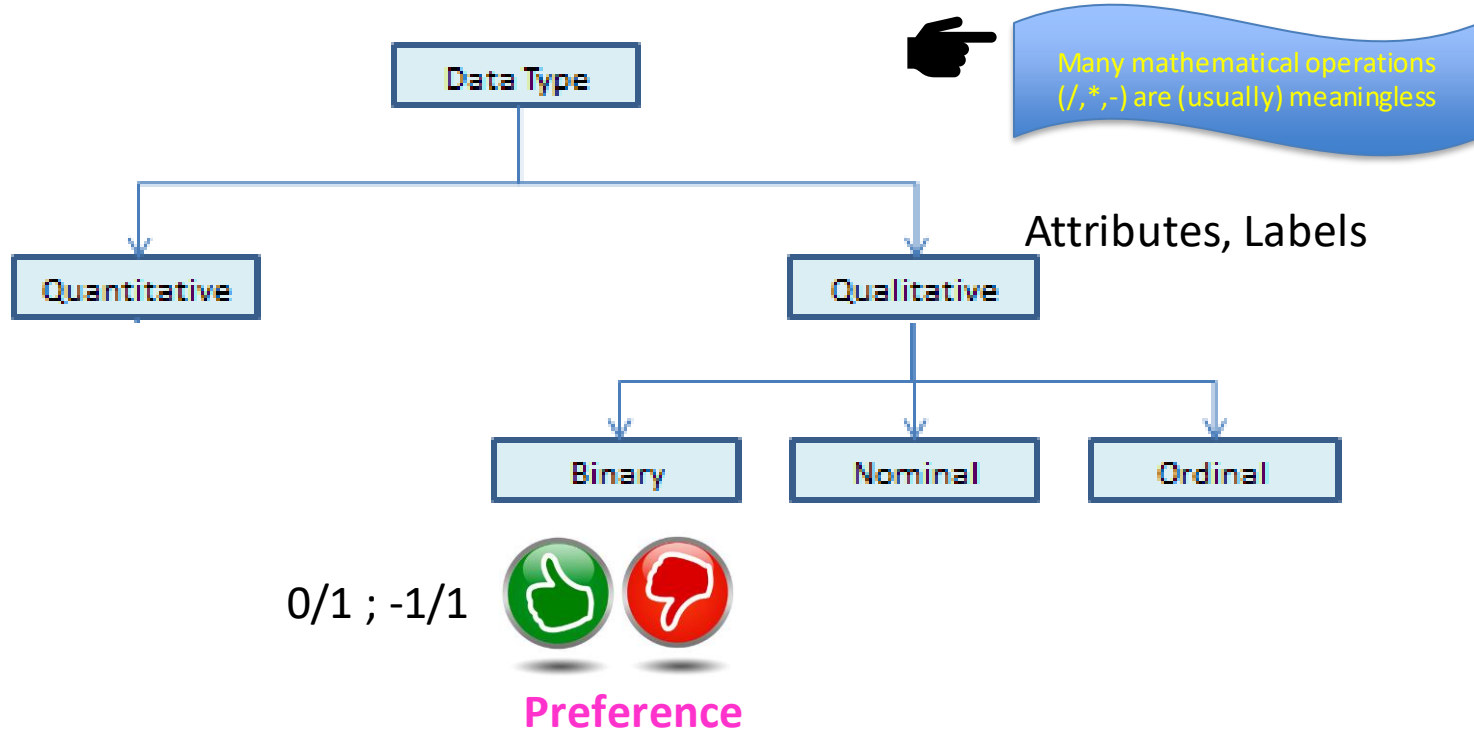 Data Type
Many mathematical operations
(/,*,-) are (usually) meaningless
Attributes, Labels
Quantitative
Qualitative
Binary
Nominal
Ordinal
0/1 ; -1/1
Preference